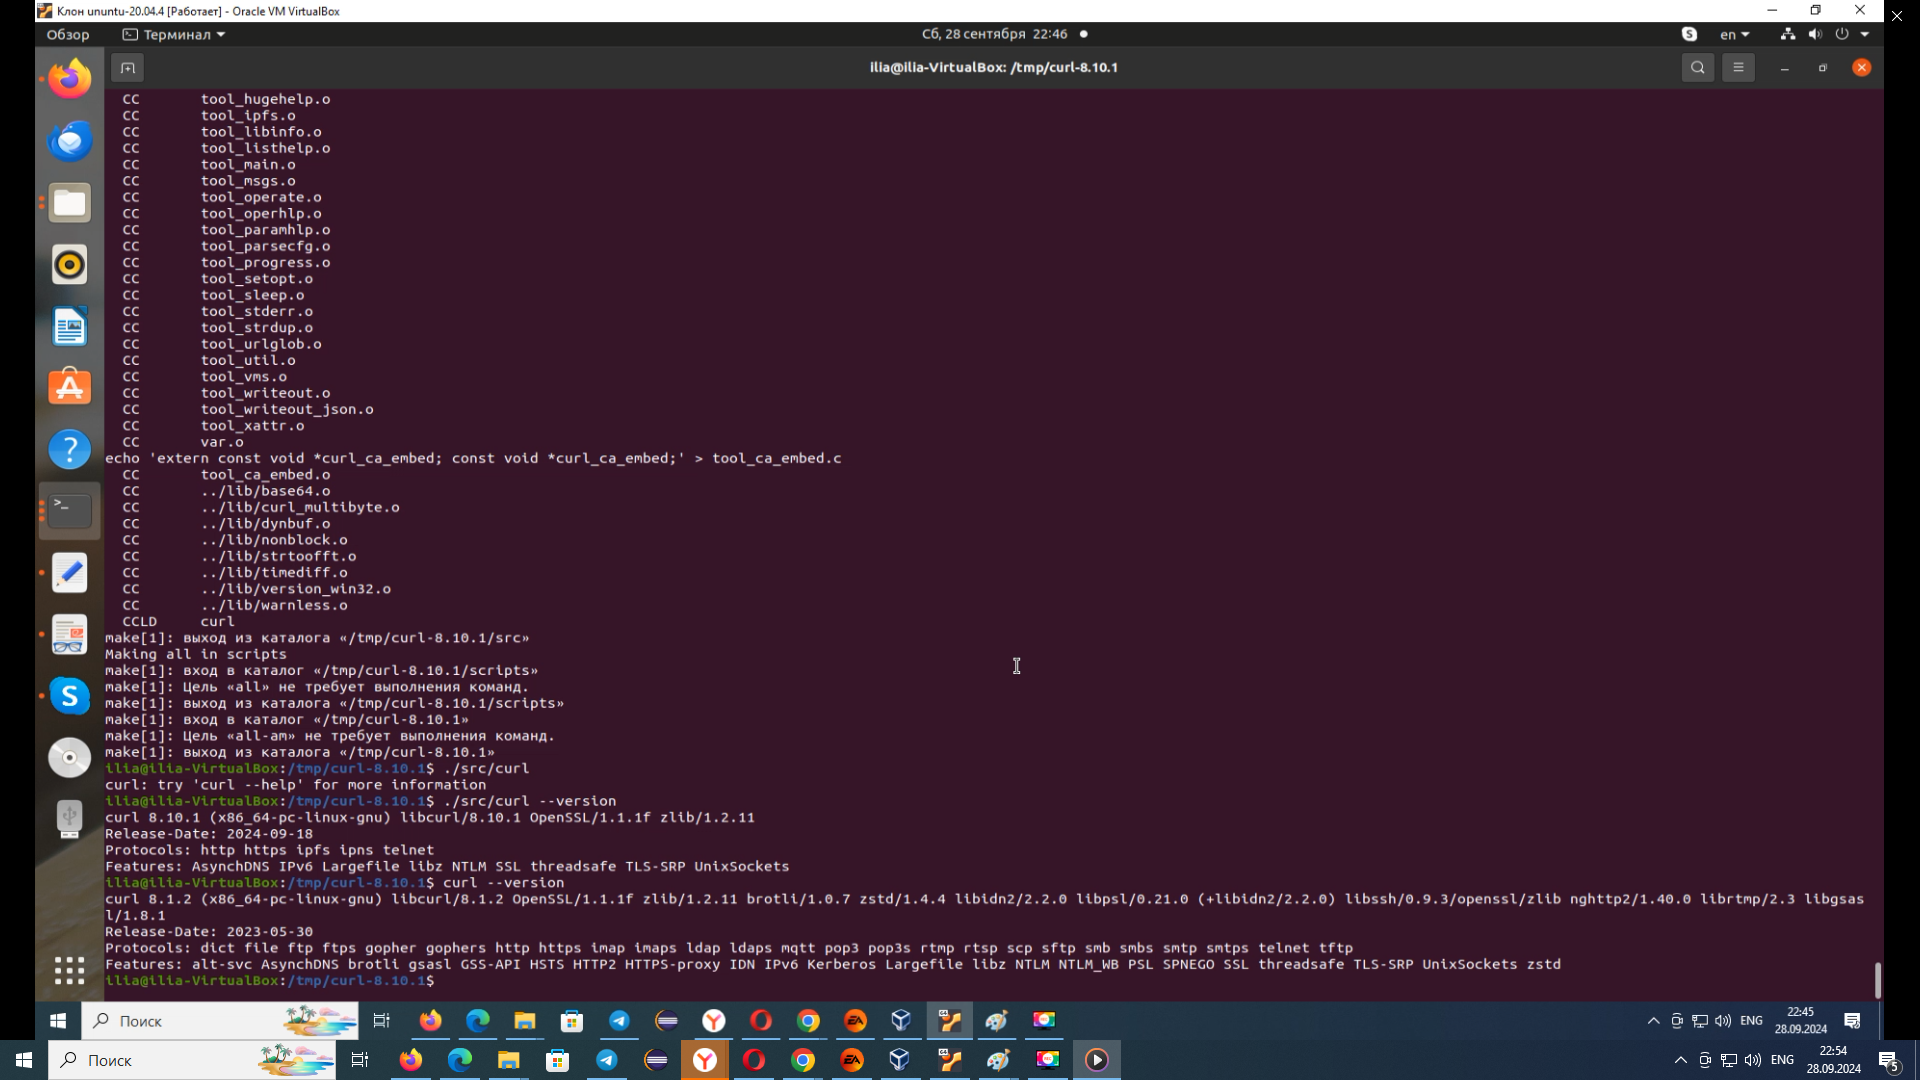 Клон ununtu-20.04.4 [Работает] - Oracle VM VirtualBox
Обзор Терминал Сб, 28 сентября 22:46 en
ilia@ilia-VirtualBox: /tmp/curl-8.10.1
CC tool_hugehelp.o
CC tool_ipfs.o
CC tool_libinfo.o
CC tool_listhelp.o
CC tool_main.o
CC tool_msgs.o
CC tool_operate.o
CC tool_operhlp.o
CC tool_paramhlp.o
CC tool_parsecfg.o
CC tool_progress.o
CC tool_setopt.o
CC tool_sleep.o
CC tool_stderr.o
CC tool_strdup.o
CC tool_urlglob.o
CC tool_util.o
CC tool_vms.o
CC tool_writeout.o
CC tool_writeout_json.o
CC tool_xattr.o
CC var.o
echo 'extern const void *curl_ca_embed; const void *curl_ca_embed;' > tool_ca_embed.c
CC tool_ca_embed.o
CC ../lib/base64.o
CC ../lib/curl_multibyte.o
CC ../lib/dynbuf.o
CC ../lib/nonblock.o
CC ../lib/strtoofft.o
CC ../lib/timediff.o
CC ../lib/version_win32.o
CC ../lib/warnless.o
CCLD curl
make[1]: выход из каталога «/tmp/curl-8.10.1/src»
Making all in scripts
make[1]: вход в каталог «/tmp/curl-8.10.1/scripts»
make[1]: Цель «all» не требует выполнения команд.
make[1]: выход из каталога «/tmp/curl-8.10.1/scripts»
make[1]: вход в каталог «/tmp/curl-8.10.1»
make[1]: Цель «all-am» не требует выполнения команд.
make[1]: выход из каталога «/tmp/curl-8.10.1»
ilia@ilia-VirtualBox:/tmp/curl-8.10.1$ ./src/curl
curl: try 'curl --help' for more information
ilia@ilia-VirtualBox:/tmp/curl-8.10.1$ ./src/curl --version
curl 8.10.1 (x86_64-pc-linux-gnu) libcurl/8.10.1 OpenSSL/1.1.1f zlib/1.2.11
Release-Date: 2024-09-18
Protocols: http https ipfs ipns telnet
Features: AsynchDNS IPv6 Largefile libz NTLM SSL threadsafe TLS-SRP UnixSockets
ilia@ilia-VirtualBox:/tmp/curl-8.10.1$ curl --version
curl 8.1.2 (x86_64-pc-linux-gnu) libcurl/8.1.2 OpenSSL/1.1.1f zlib/1.2.11 brotli/1.0.7 zstd/1.4.4 libidn2/2.2.0 libpsl/0.21.0 (+libidn2/2.2.0) libssh/0.9.3/openssl/zlib nghttp2/1.40.0 librtmp/2.3 libgsas
l/1.8.1
Release-Date: 2023-05-30
Protocols: dict file ftp ftps gopher gophers http https imap imaps ldap ldaps mqtt pop3 pop3s rtmp rtsp scp sftp smb smbs smtp smtps telnet tftp
Features: alt-svc AsynchDNS brotli gsasl GSS-API HSTS HTTP2 HTTPS-proxy IDN IPv6 Kerberos Largefile libz NTLM NTLM_WB PSL SPNEGO SSL threadsafe TLS-SRP UnixSockets zstd
ilia@ilia-VirtualBox:/tmp/curl-8.10.1$
Поиск ENG 22:45
28.09.2024
Поиск ENG 22:54
28.09.2024 5